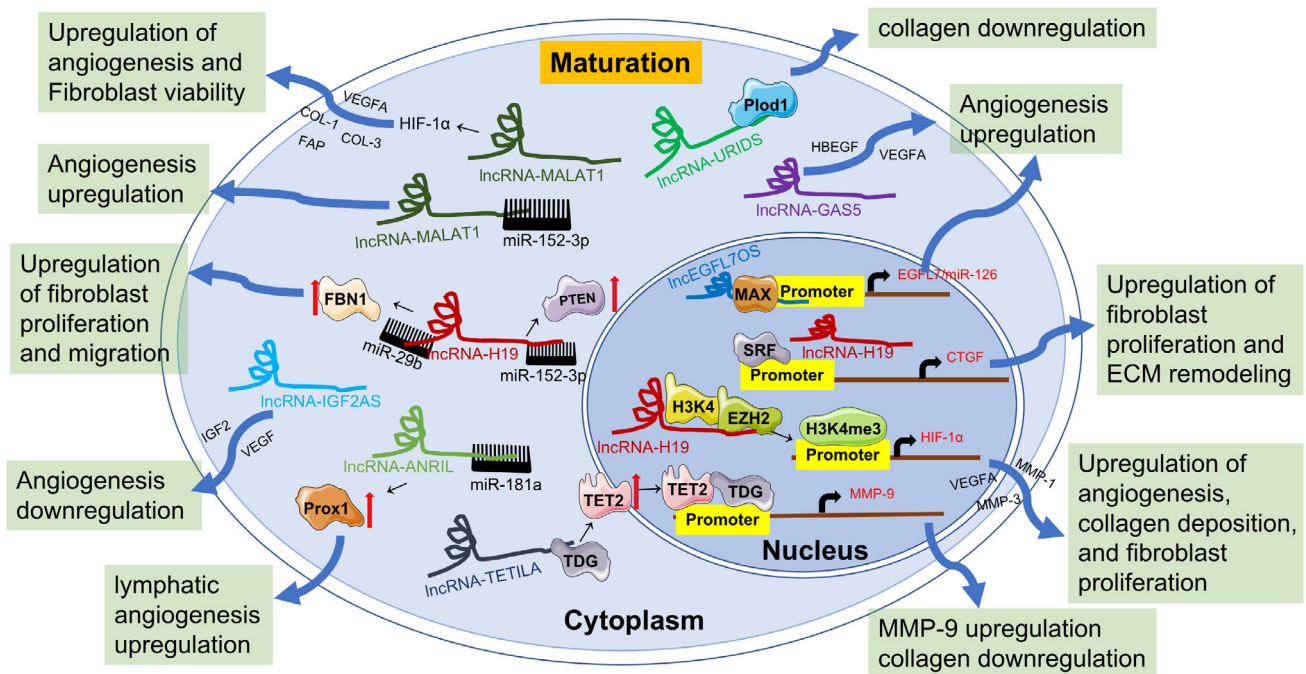 Upregulation of
angiogenesis and
Fibroblast viability
Maturation
collagen downregulation
VEGFA
COL-1
COL-3
FAP
HIF-1α
lncRNA-MALAT1
Plod1
lncRNA-URIDS
HBEGF
VEGFA
lncRNA-GAS5
Angiogenesis
upregulation
Angiogenesis
upregulation
lncRNA-MALAT1
miR-152-3p
Upregulation
of fibroblast
proliferation
and migration
FBN1
PTEN
miR-29b
lncRNA-H19
miR-152-3p
lncEGFL7OS
MAX
Promoter
EGFL7/miR-126
SRF
Promoter
lncRNA-H19
CTGF
Upregulation of
fibroblast
proliferation and
ECM remodeling
lncRNA-IGF2AS
IGF2
VEGF
Angiogenesis
downregulation
H3K4
EZH2
lncRNA-H19
H3K4me3
Promoter
HIF-1α
VEGFA
MMP-1
MMP-3
Upregulation of
angiogenesis,
collagen deposition,
and fibroblast
proliferation
lncRNA-ANRIL
miR-181a
Prox1
TET2
TET2
TDG
Promoter
MMP-9
Nucleus
lncRNA-TETILA
TDG
lymphatic
angiogenesis
upregulation
Cytoplasm
MMP-9 upregulation
collagen downregulation